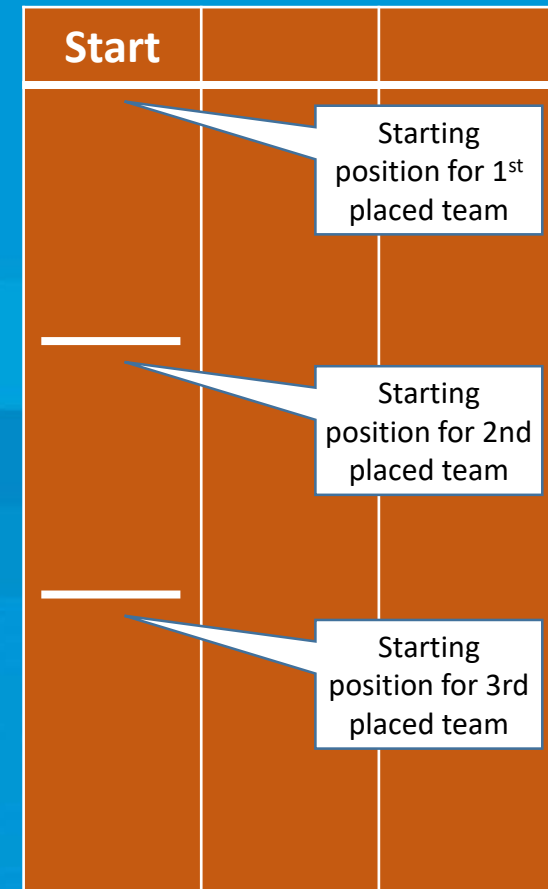 Start
Starting
position for 1st
placed team
Starting
position for 2nd
placed team
Starting
position for 3rd
placed team